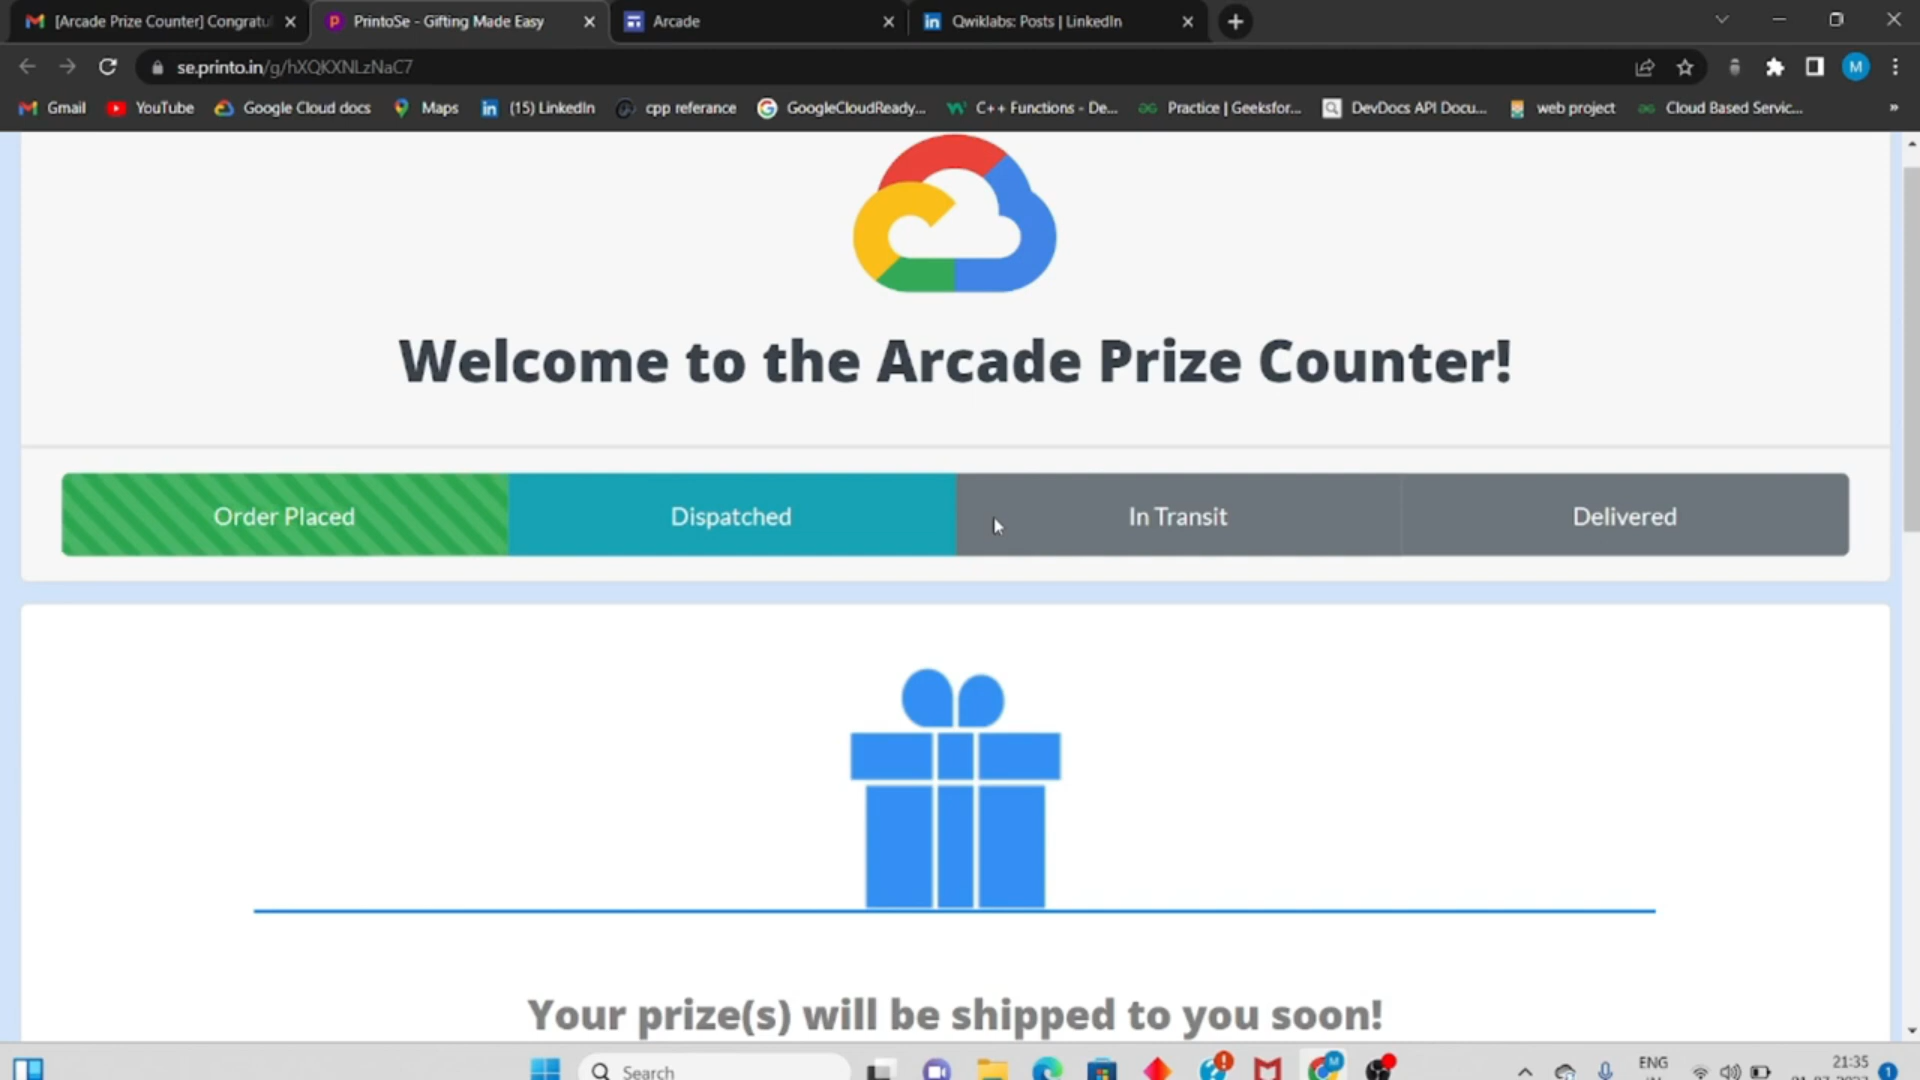 [Arcade Prize Counter] Congratu
PrintoSe - Gifting Made Easy
Arcade
Qwiklabs: Posts | LinkedIn
se.printo.in/g/hXQKXNLzNaC7
M
Gmail
YouTube
Google Cloud docs
Maps
(15) LinkedIn
cpp referance
GoogleCloudReady...
C++ Functions - De...
Practice | Geeksfor...
DevDocs API Docu...
web project
Cloud Based Servic...
»
Welcome to the Arcade Prize Counter!
Order Placed
Dispatched
In Transit
Delivered
Your prize(s) will be shipped to you soon!
Search
ENG
21:35
1